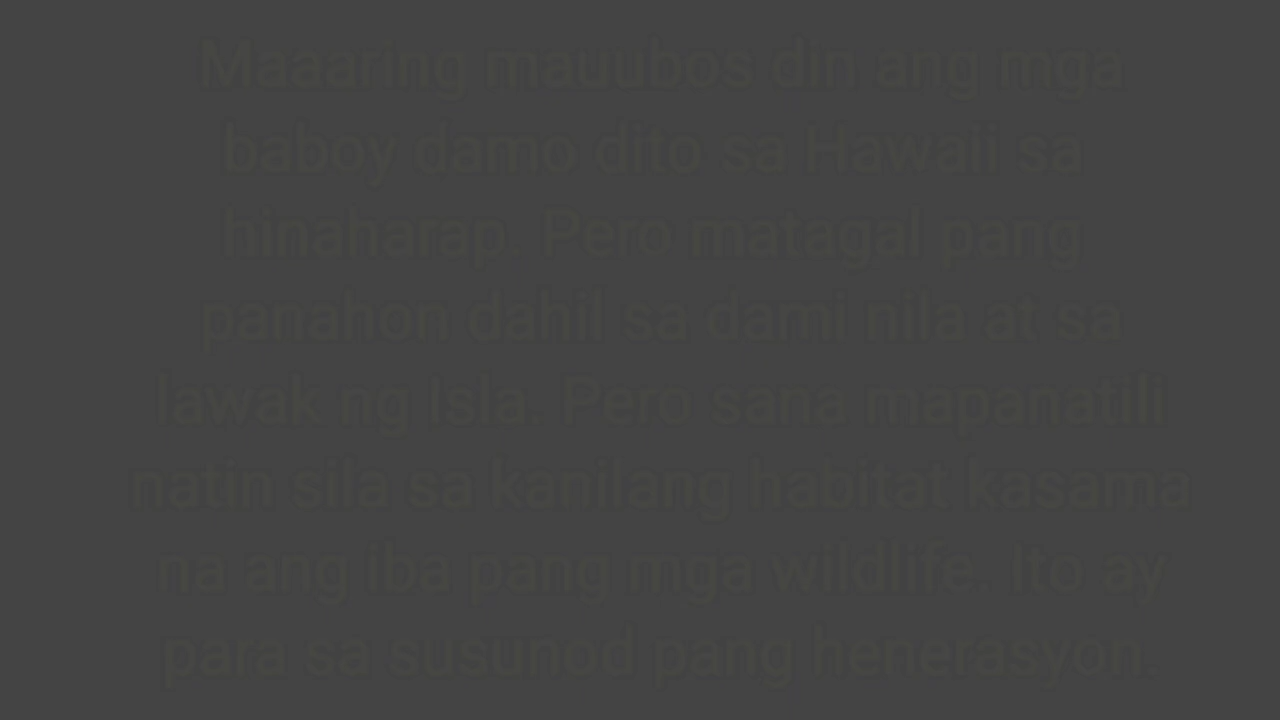 Maaaring mauubos din ang mga
baboy damo dito sa Hawaii sa
hinaharap. Pero matagal pang
panahon dahil sa dami nila at sa
lawak ng Isla. Pero sana mapanatili
natin sila sa kanilang habitat kasama
na ang iba pang mga wildlife. Ito ay
para sa susunod pang henerasyon.